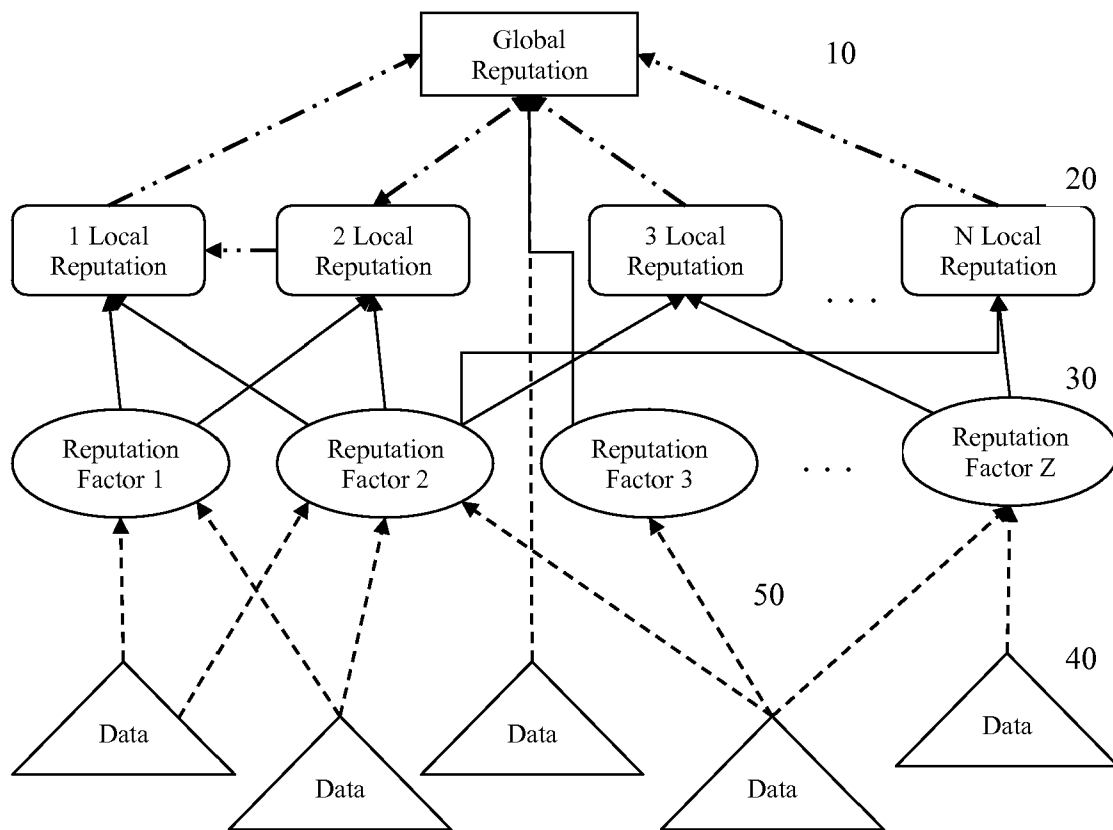 Global
Reputation
10
20
1 Local
Reputation
2 Local
Reputation
3 Local
Reputation
. . .
N Local
Reputation
30
Reputation
Factor 1
Reputation
Factor 2
Reputation
Factor 3
. . .
Reputation
Factor Z
50
40
Data
Data
Data
Data
Data